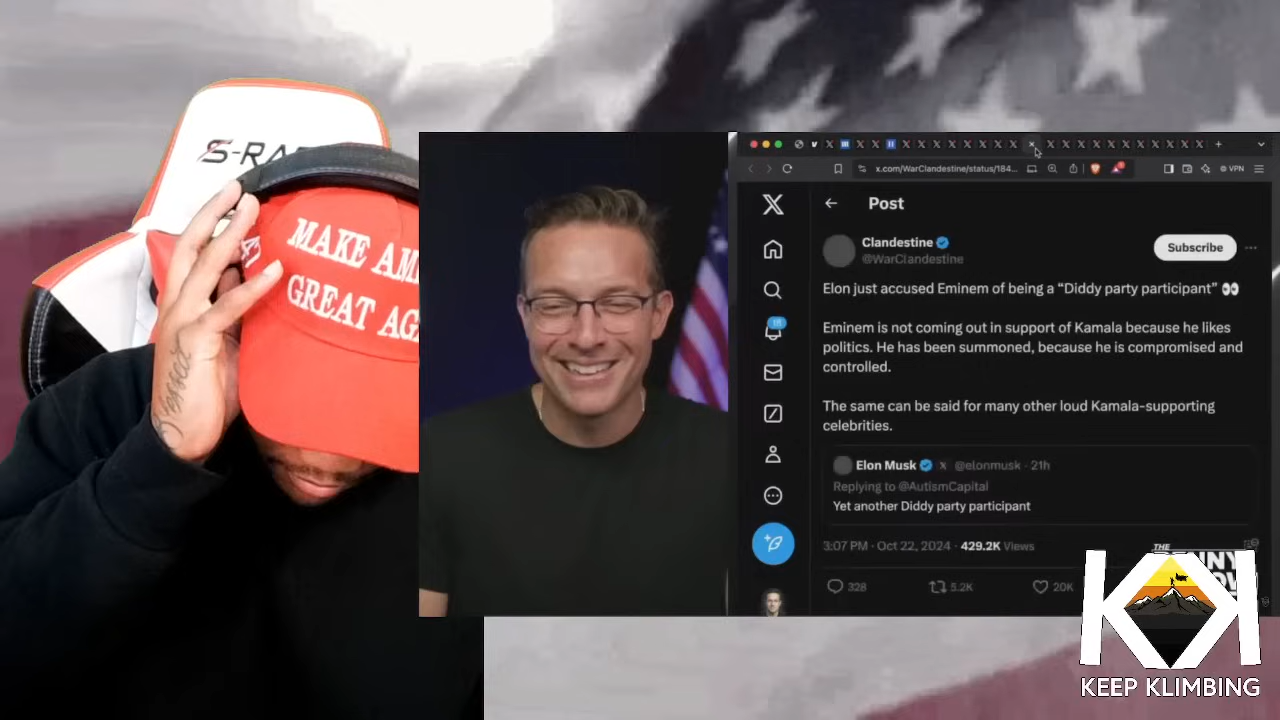 S-RA
MAKE AM
GREAT AG
x.com/WarClandestine/status/184...
VPN
Post
Clandestine
@WarClandestine
Subscribe
Elon just accused Eminem of being a “Diddy party participant” 👀
Eminem is not coming out in support of Kamala because he likes
politics. He has been summoned, because he is compromised and
controlled.
The same can be said for many other loud Kamala-supporting
celebrities.
Elon Musk X @elonmusk · 21h
Replying to @AutismCapital
Yet another Diddy party participant
3:07 PM · Oct 22, 2024 · 429.2K Views
328 5.2K 20K
THE
KK
KEEP KLIMBING